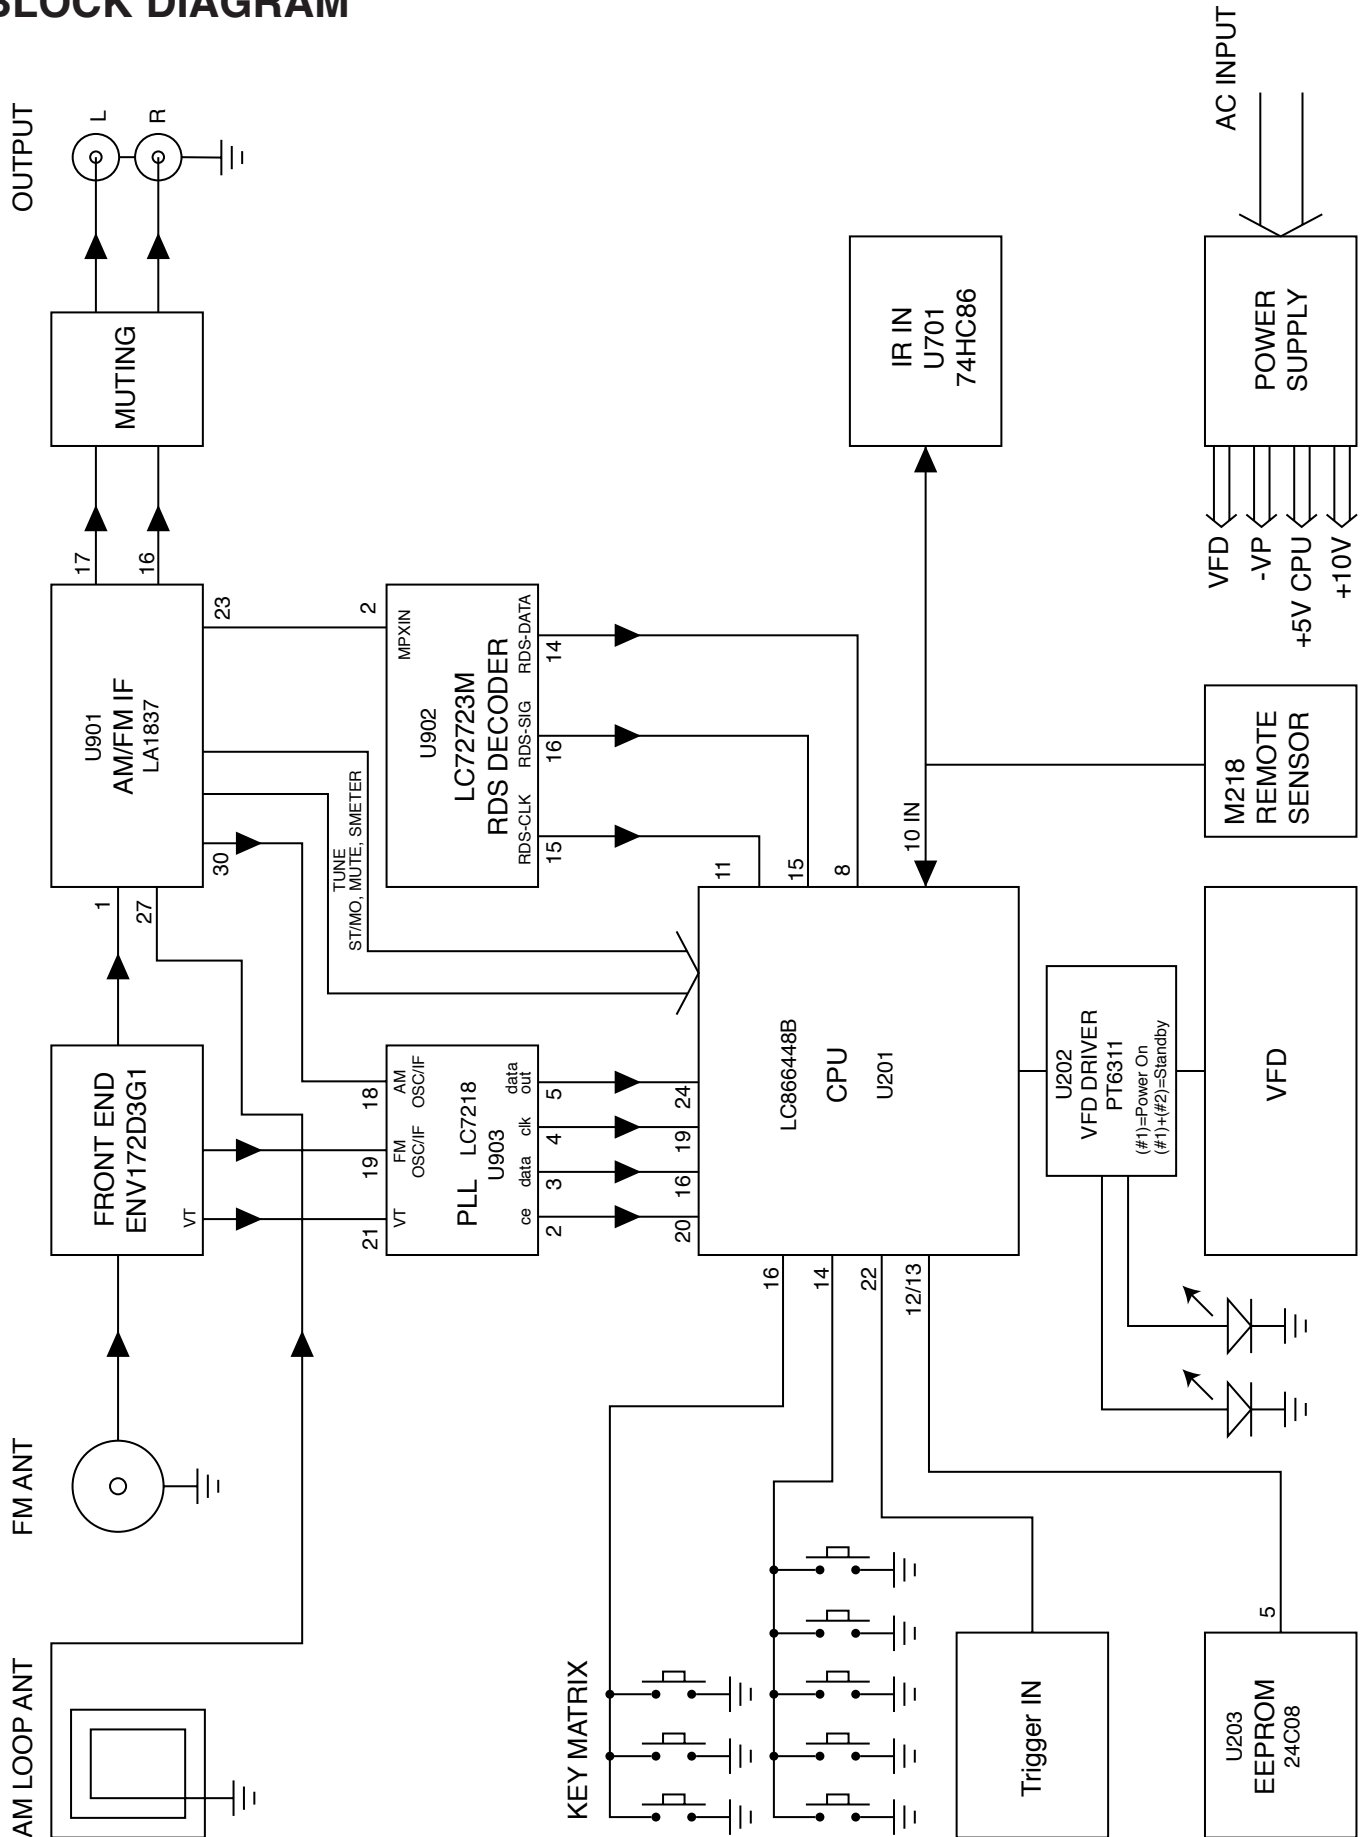 BLOCK DIAGRAM
AM LOOP ANT
FM ANT
OUTPUT
L
R
FRONT END
ENV172D3G1
VT
1
27
U901
AM/FM IF
LA1837
30
23
17
16
MUTING
21
19
18
VT
FM
OSC/IF
AM
OSC/IF
PLL LC7218
U903
ce
data
clk
data
out
2
3
4
5
TUNE
ST/MO, MUTE, SMETER
2
MPXIN
U902
LC72723M
RDS DECODER
RDS-CLK
RDS-SIG
RDS-DATA
15
16
14
20
16
19
24
11
15
8
10 IN
LC866448B
CPU
U201
16
14
22
12/13
IR IN
U701
74HC86
KEY MATRIX
Trigger IN
5
U203
EEPROM
24C08
U202
VFD DRIVER
PT6311
(#1)=Power On
(#1)+(#2)=Standby
VFD
M218
REMOTE
SENSOR
VFD
-VP
+5V CPU
+10V
POWER
SUPPLY
AC INPUT